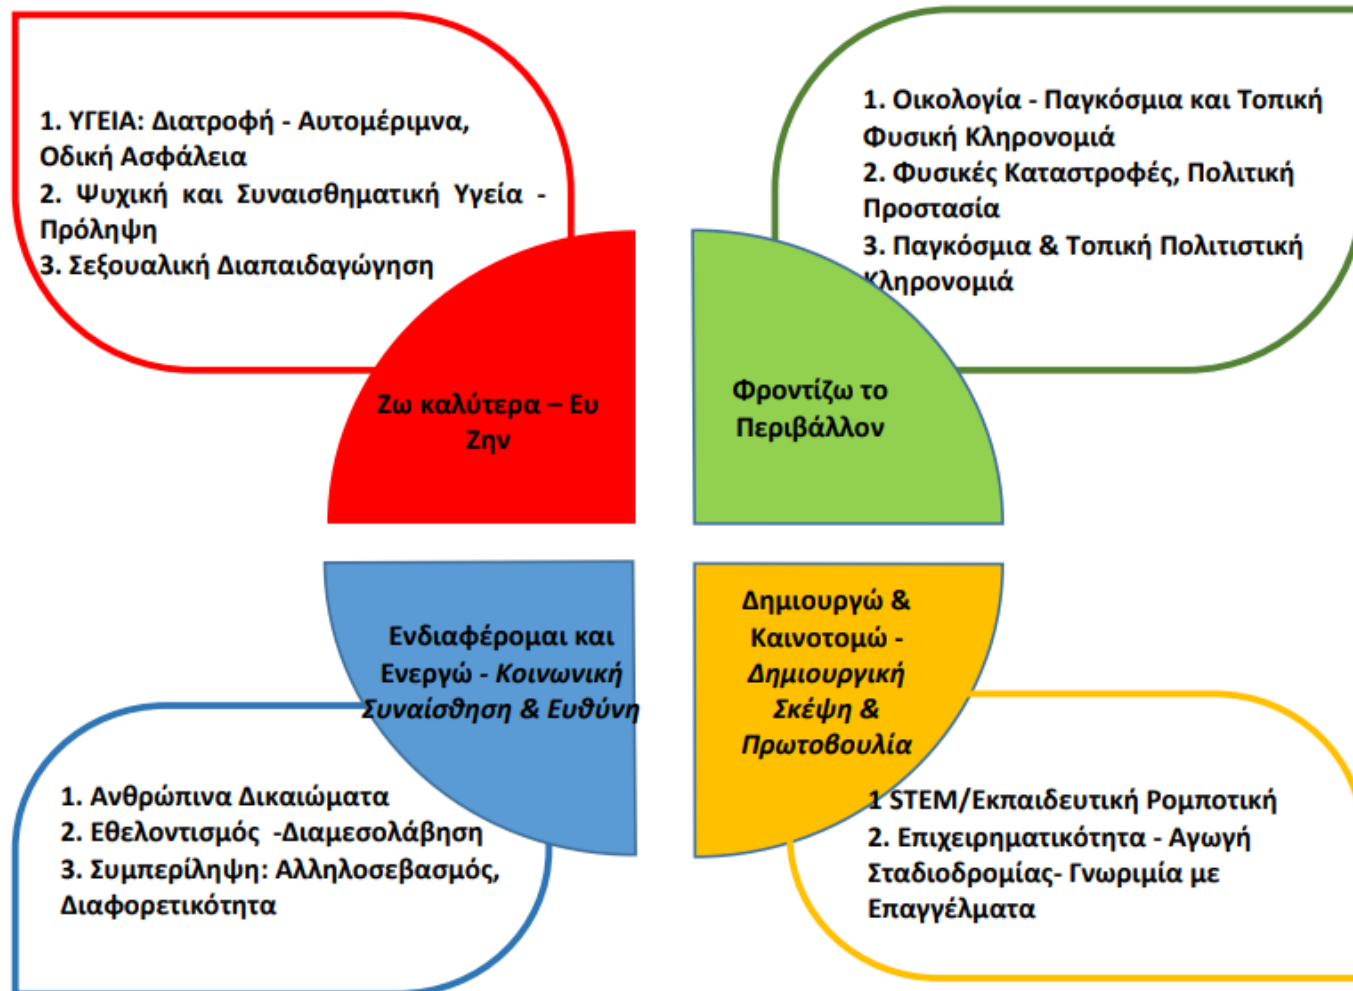 1. ΥΓΕΙΑ: Διατροφή - Αυτομέριμνα,
Οδική Ασφάλεια
2. Ψυχική και Συναισθηματική Υγεία -
Πρόληψη
3. Σεξουαλική Διαπαιδαγώγηση
1. Οικολογία - Παγκόσμια και Τοπική
Φυσική Κληρονομιά
2. Φυσικές Καταστροφές, Πολιτική
Προστασία
3. Παγκόσμια & Τοπική Πολιτιστική
Κληρονομιά
Ζω καλύτερα – Ευ
Ζην
Φροντίζω το
Περιβάλλον
Ενδιαφέρομαι και
Ενεργώ - Κοινωνική
Συναίσθηση & Ευθύνη
Δημιουργώ &
Καινοτομώ -
Δημιουργική
Σκέψη &
Πρωτοβουλία
1. Ανθρώπινα Δικαιώματα
2. Εθελοντισμός -Διαμεσολάβηση
3. Συμπερίληψη: Αλληλοσεβασμός,
Διαφορετικότητα
1 STEM/Εκπαιδευτική Ρομποτική
2. Επιχειρηματικότητα - Αγωγή
Σταδιοδρομίας- Γνωριμία με
Επαγγέλματα